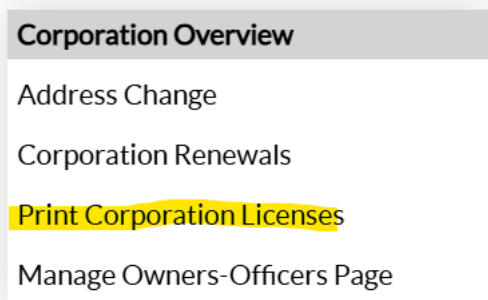 Corporation Overview
Address Change
Corporation Renewals
Print Corporation Licenses
Manage Owners-Officers Page